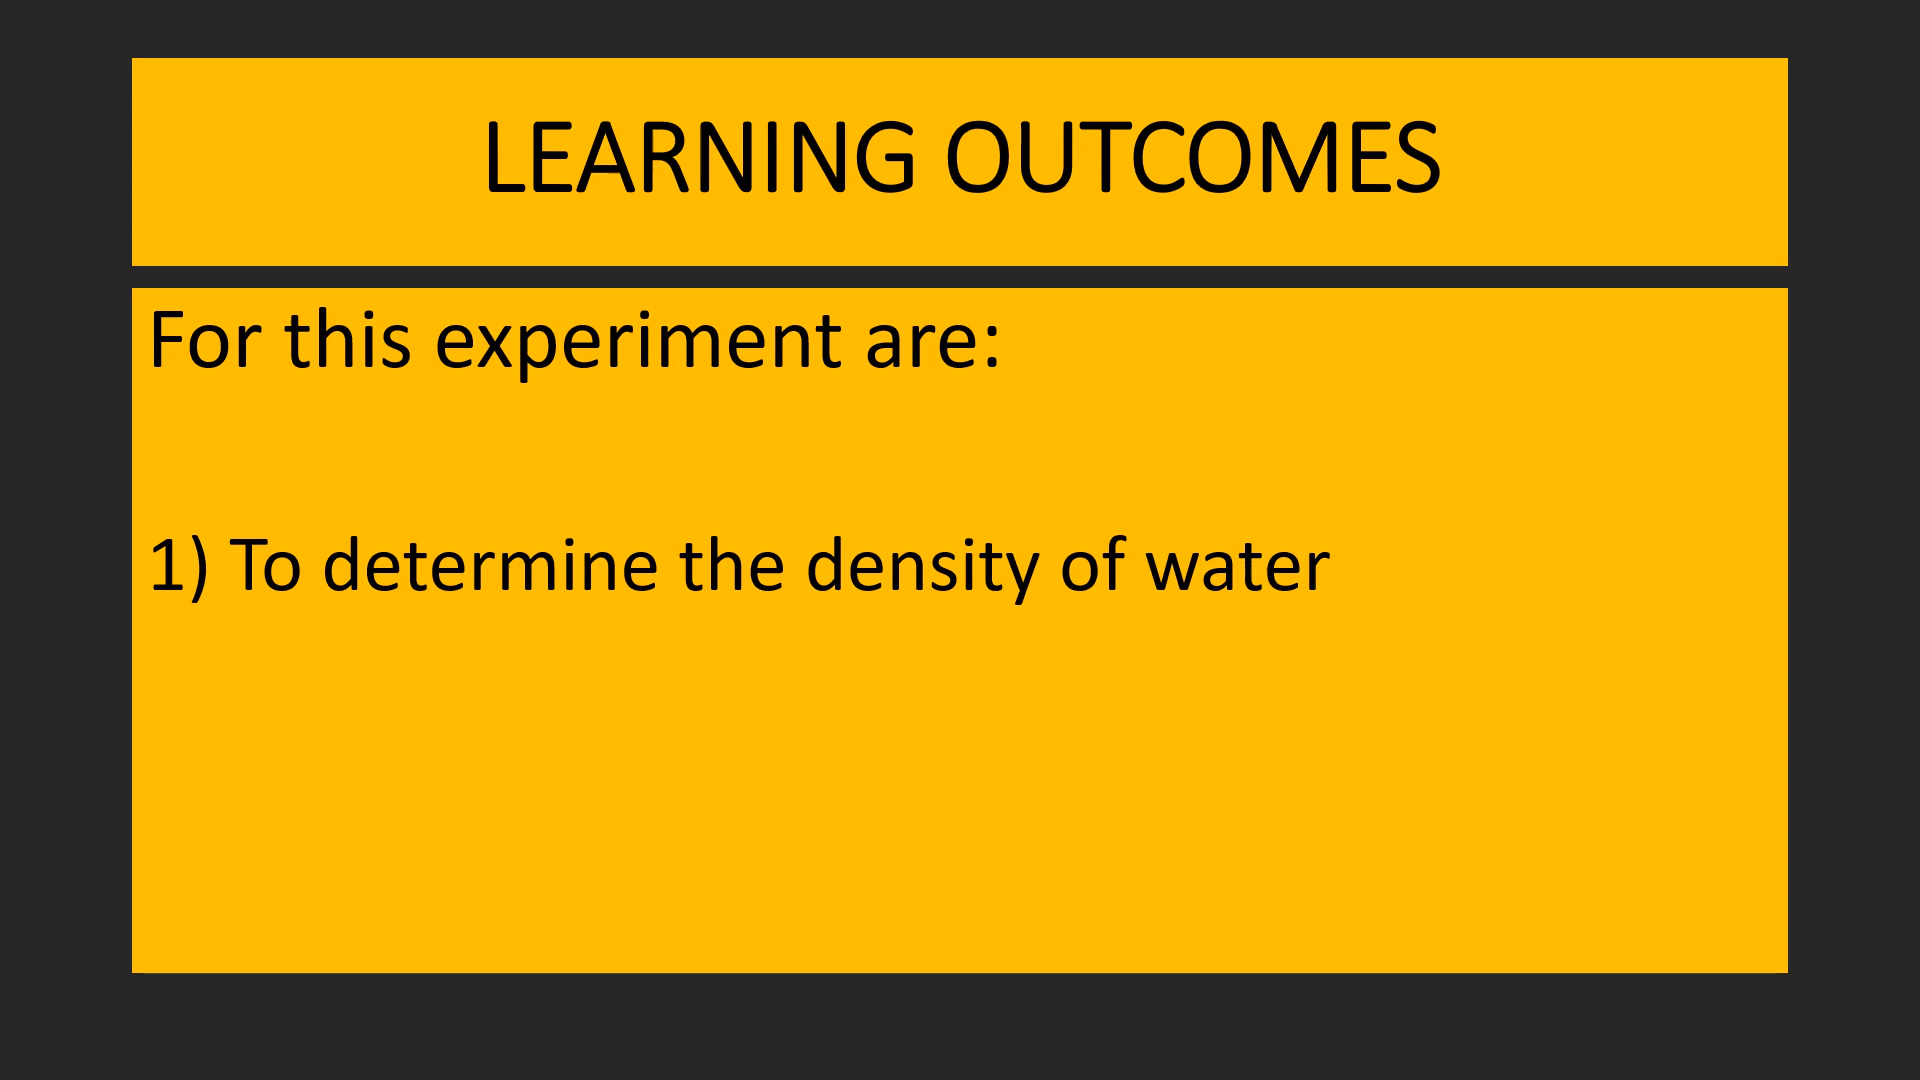 LEARNING OUTCOMES
For this experiment are:
1) To determine the density of water